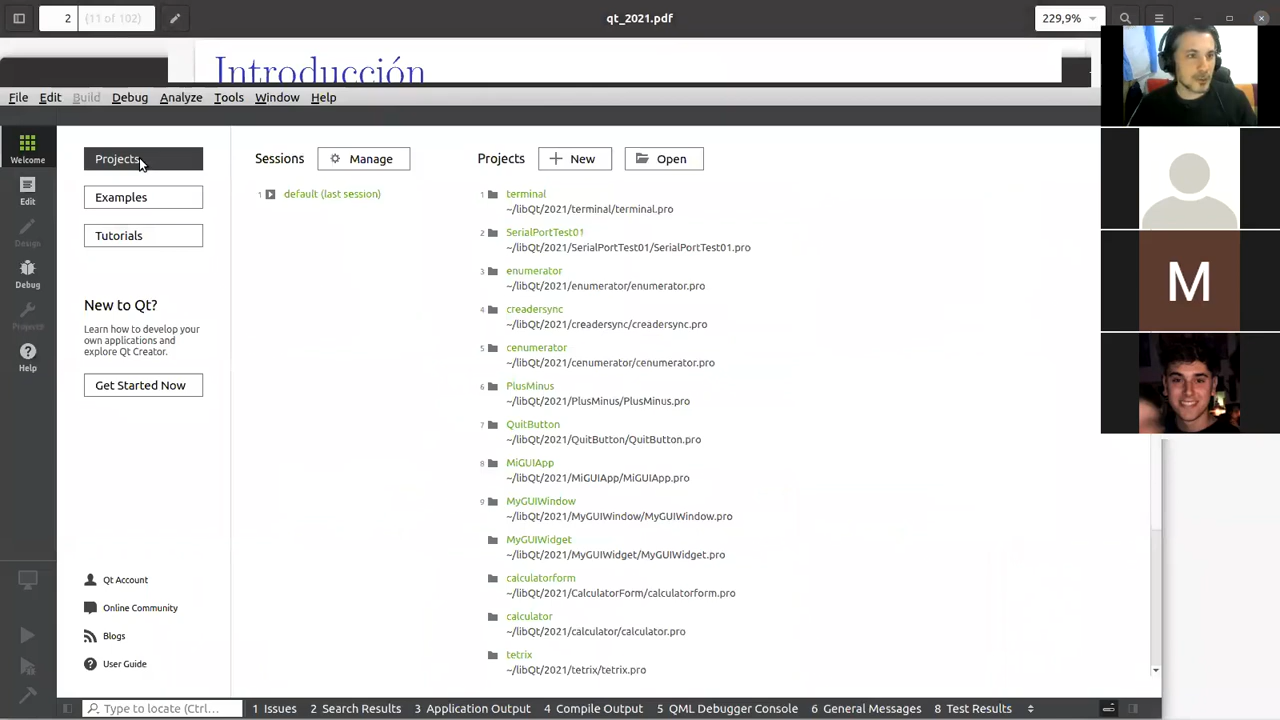 2 (11 of 102)
qt_2021.pdf
229,9%
Introducción
File Edit Build Debug Analyze Tools Window Help
Welcome
Edit
Design
Debug
Projects
Help
Projects
Examples
Tutorials
New to Qt?
Learn how to develop your
own applications and
explore Qt Creator.
Get Started Now
Qt Account
Online Community
Blogs
User Guide
Sessions Manage
1 default (last session)
Projects New Open
1 terminal
~/libQt/2021/terminal/terminal.pro
2 SerialPortTest01
~/libQt/2021/SerialPortTest01/SerialPortTest01.pro
3 enumerator
~/libQt/2021/enumerator/enumerator.pro
4 creadersync
~/libQt/2021/creadersync/creadersync.pro
5 cenumerator
~/libQt/2021/cenumerator/cenumerator.pro
6 PlusMinus
~/libQt/2021/PlusMinus/PlusMinus.pro
7 QuitButton
~/libQt/2021/QuitButton/QuitButton.pro
8 MiGUIApp
~/libQt/2021/MiGUIApp/MiGUIApp.pro
9 MyGUIWindow
~/libQt/2021/MyGUIWindow/MyGUIWindow.pro
MyGUIWidget
~/libQt/2021/MyGUIWidget/MyGUIWidget.pro
calculatorform
~/libQt/2021/CalculatorForm/calculatorform.pro
calculator
~/libQt/2021/calculator/calculator.pro
tetrix
~/libQt/2021/tetrix/tetrix.pro
M
Type to locate (Ctrl...
1 Issues 2 Search Results 3 Application Output 4 Compile Output 5 QML Debugger Console 6 General Messages 8 Test Results